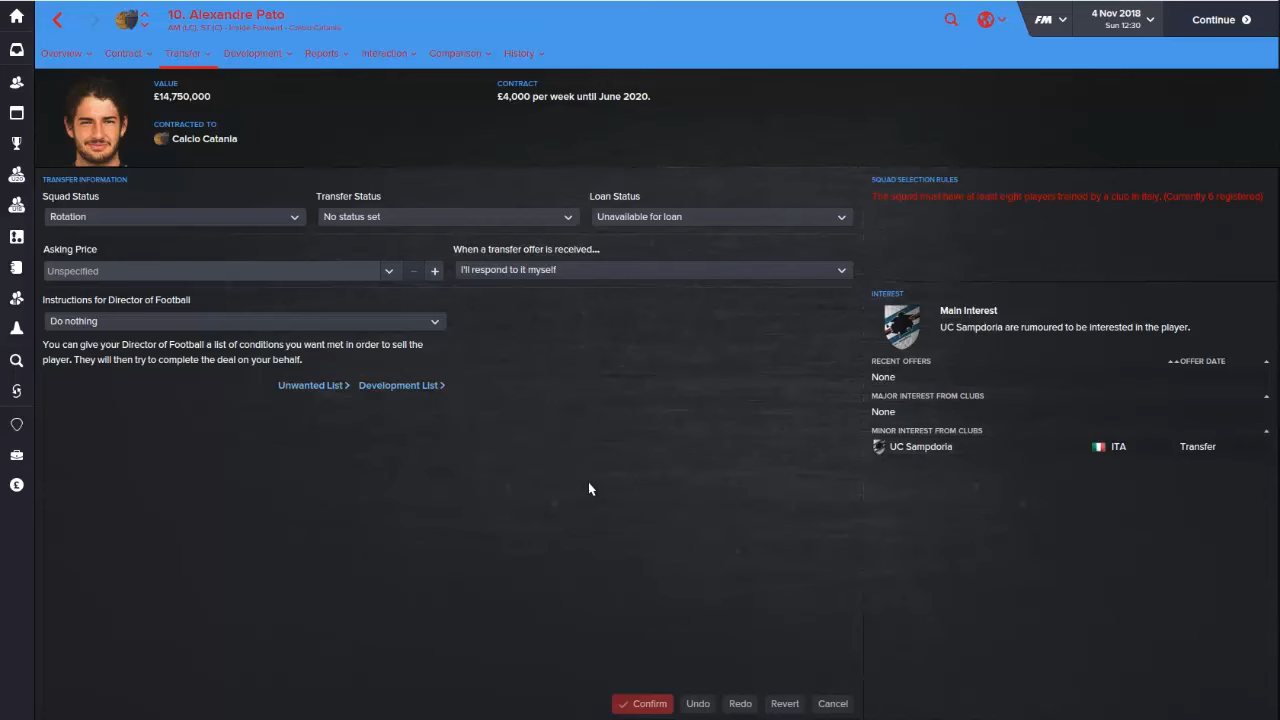 10. Alexandre Pato
AM (LC), ST (C) - Inside Forward - Calcio Catania
FM
4 Nov 2018
Sun 12:30
Continue
Overview
Contract
Transfer
Development
Reports
Interaction
Comparison
History
VALUE
£14,750,000
CONTRACT
£4,000 per week until June 2020.
CONTRACTED TO
Calcio Catania
TRANSFER INFORMATION
Squad Status
Transfer Status
Loan Status
Rotation
No status set
Unavailable for loan
Asking Price
When a transfer offer is received...
Unspecified
I'll respond to it myself
Instructions for Director of Football
Do nothing
You can give your Director of Football a list of conditions you want met in order to sell the
player. They will then try to complete the deal on your behalf.
Unwanted List >
Development List >
SQUAD SELECTION RULES
The squad must have at least eight players trained by a club in Italy. (Currently 6 registered)
INTEREST
Main Interest
UC Sampdoria are rumoured to be interested in the player.
RECENT OFFERS
OFFER DATE
None
MAJOR INTEREST FROM CLUBS
None
MINOR INTEREST FROM CLUBS
UC Sampdoria
ITA
Transfer
Confirm
Undo
Redo
Revert
Cancel